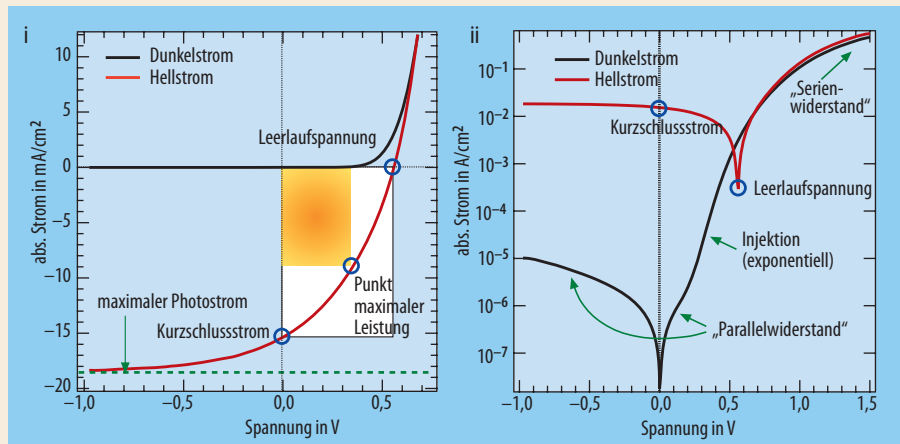 i
abs. Strom in mA/cm²
10
5
0
−5
−10
−15
−20
Dunkelstrom
Hellstrom
Leerlaufspannung
Punkt
maximaler
Leistung
maximaler Photostrom
Kurzschlussstrom
−1,0
−0,5
0,0
0,5
Spannung in V
ii
abs. Strom in A/cm²
10⁻¹
10⁻²
10⁻³
10⁻⁴
10⁻⁵
10⁻⁶
10⁻⁷
Dunkelstrom
Hellstrom
„Serien-
widerstand“
Kurzschlussstrom
Leerlaufspannung
Injektion
(exponentiell)
„Parallelwiderstand“
−1,0
−0,5
0,0
0,5
1,0
1,5
Spannung in V